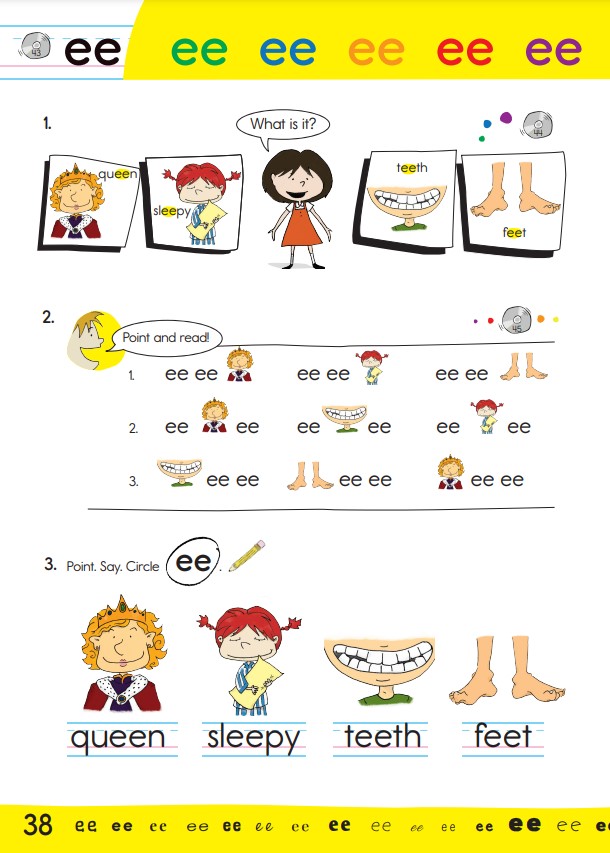 43 ee ee ee ee ee ee
1.
What is it?
44
queen
sleepy
teeth
feet
2.
Point and read!
45
1. ee ee ee ee ee ee
2. ee ee ee ee ee ee
3. ee ee ee ee ee ee
3. Point. Say. Circle ee.
queen sleepy teeth feet
38 ee ee ee ee ee ee ee ee ee ee ee ee ee ee ee